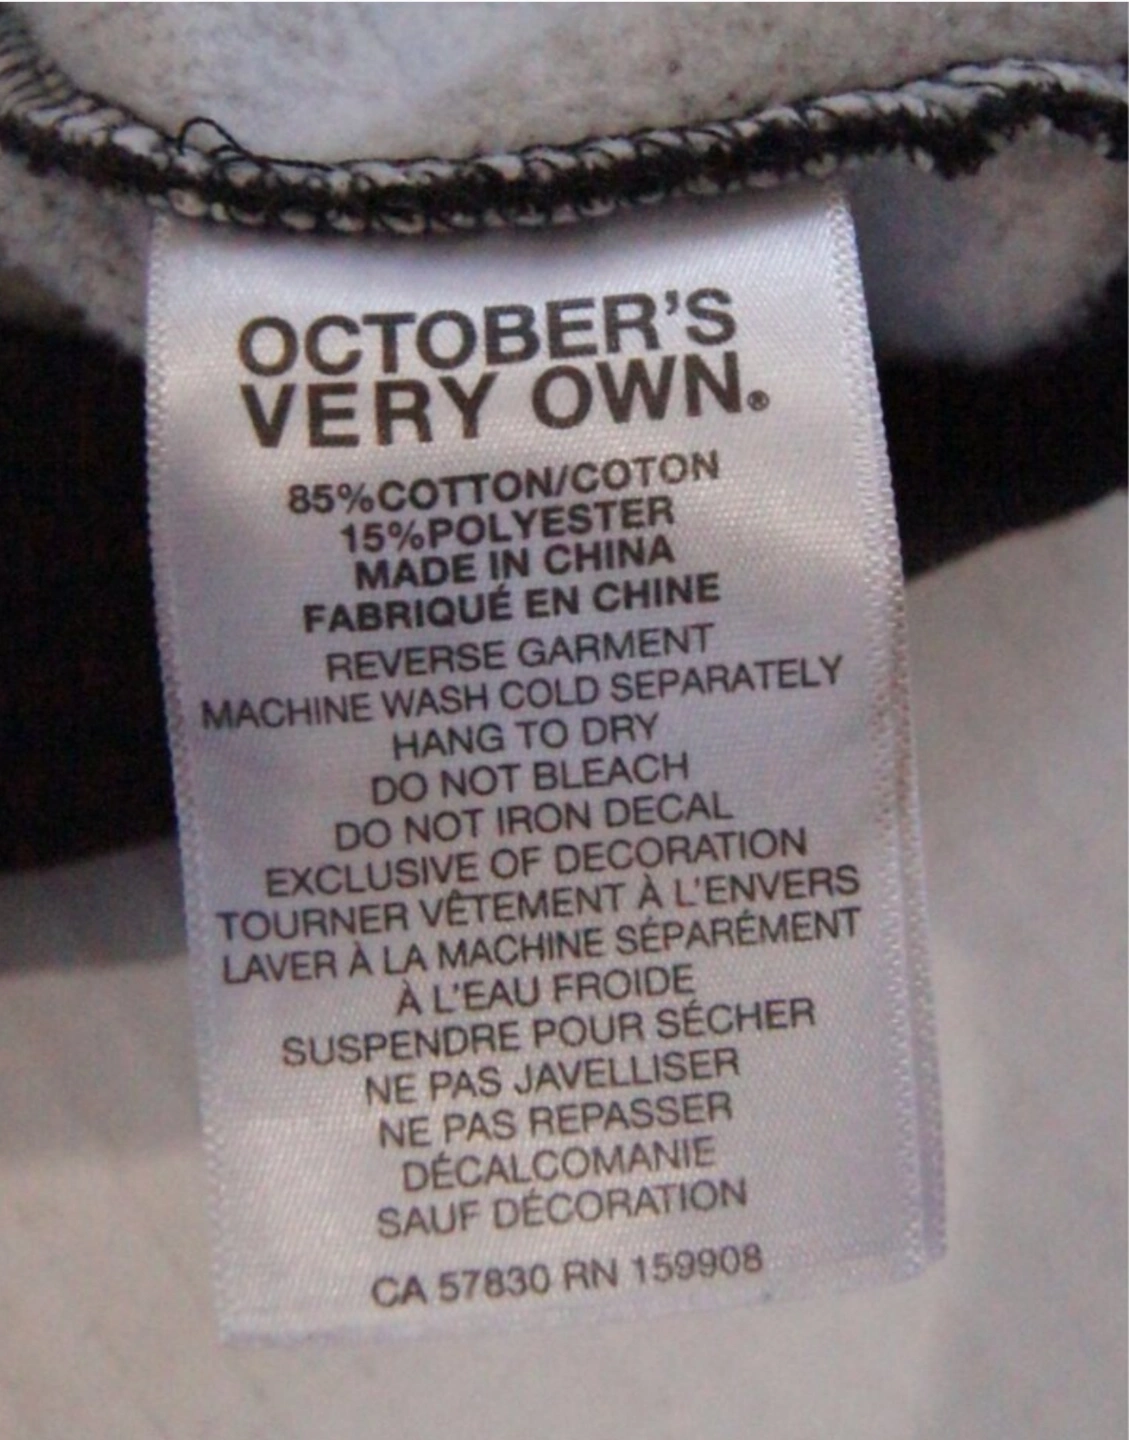 OCTOBER'S
VERY OWN.®
85%COTTON/COTON
15%POLYESTER
MADE IN CHINA
FABRIQUÉ EN CHINE
REVERSE GARMENT
MACHINE WASH COLD SEPARATELY
HANG TO DRY
DO NOT BLEACH
DO NOT IRON DECAL
EXCLUSIVE OF DECORATION
TOURNER VÊTEMENT À L'ENVERS
LAVER À LA MACHINE SÉPARÉMENT
À L'EAU FROIDE
SUSPENDRE POUR SÉCHER
NE PAS JAVELLISER
NE PAS REPASSER
DÉCALCOMANIE
SAUF DÉCORATION
CA 57830 RN 159908